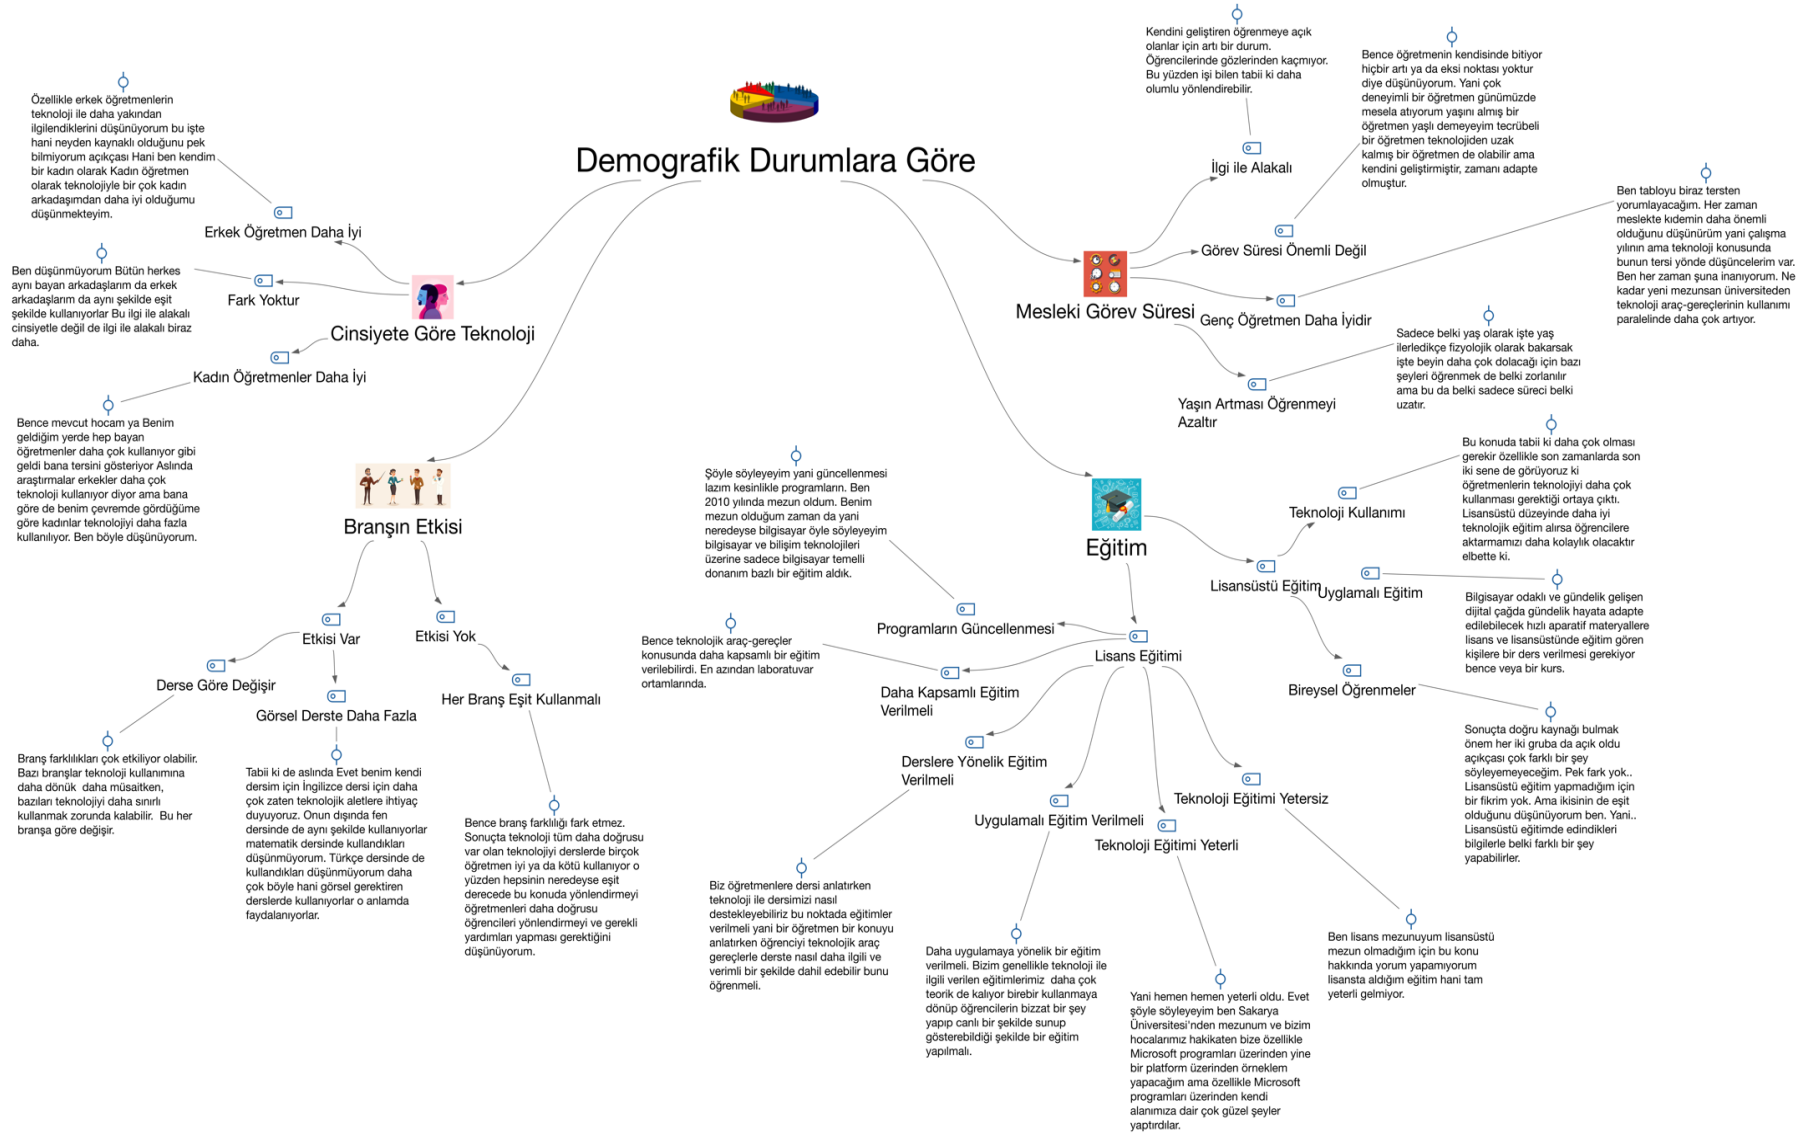 Demografik Durumlara Göre
Özellikle erkek öğretmenlerin
teknoloji ile daha yakından
ilgilendiklerini düşünüyorum bu işte
hani neyden kaynaklı olduğunu pek
bilmiyorum açıkçası Hani ben kendim
bir kadın olarak Kadın öğretmen
olarak teknolojiyle bir çok kadın
arkadaşımdan daha iyi olduğumu
düşünmekteyim.
Erkek Öğretmen Daha İyi
Ben düşünmüyorum Bütün herkes
aynı bayan arkadaşlarım da erkek
arkadaşlarım da aynı şekilde eşit
şekilde kullanıyorlar Bu ilgi ile alakalı
cinsiyetle değil de ilgi ile alakalı biraz
daha.
Fark Yoktur
Cinsiyete Göre Teknoloji
Kadın Öğretmenler Daha İyi
Bence mevcut hocam ya Benim
geldiğim yerde hep bayan
öğretmenler daha çok kullanıyor gibi
geldi bana tersini gösteriyor Aslında
araştırmalar erkekler daha çok
teknoloji kullanıyor diyor ama bana
göre de benim çevremde gördüğüme
göre kadınlar teknolojiyi daha fazla
kullanılıyor. Ben böyle düşünüyorum.
Branşın Etkisi
Etkisi Var
Etkisi Yok
Derse Göre Değişir
Görsel Derste Daha Fazla
Her Branş Eşit Kullanmalı
Branş farklılıkları çok etkiliyor olabilir.
Bazı branşlar teknoloji kullanımına
daha dönük  daha müsaitken,
bazıları teknolojiyi daha sınırlı
kullanmak zorunda kalabilir.  Bu her
branşa göre değişir.
Tabii ki de aslında Evet benim kendi
dersim için İngilizce dersi için daha
çok zaten teknolojik aletlere ihtiyaç
duyuyoruz. Onun dışında fen
dersinde de aynı şekilde kullanıyorlar
matematik dersinde kullandıkları
düşünmüyorum. Türkçe dersinde de
kullandıkları düşünmüyorum daha
çok böyle hani görsel gerektiren
derslerde kullanıyorlar o anlamda
faydalanıyorlar.
Bence branş farklılığı fark etmez.
Sonuçta teknoloji tüm daha doğrusu
var olan teknolojiyi derslerde birçok
öğretmen iyi ya da kötü kullanıyor o
yüzden hepsinin neredeyse eşit
derecede bu konuda yönlendirmeyi
öğretmenleri daha doğrusu
öğrencileri yönlendirmeyi ve gerekli
yardımları yapması gerektiğini
düşünüyorum.
Kendini geliştiren öğrenmeye açık
olanlar için artı bir durum.
Öğrencilerinde gözlerinden kaçmıyor.
Bu yüzden işi bilen tabii ki daha
olumlu yönlendirebilir.
İlgi ile Alakalı
Bence öğretmenin kendisinde bitiyor
hiçbir artı ya da eksi noktası yoktur
diye düşünüyorum. Yani çok
deneyimli bir öğretmen günümüzde
mesela atıyorum yaşını almış bir
öğretmen yaşlı demeyeyim tecrübeli
bir öğretmen teknolojiden uzak
kalmış bir öğretmen de olabilir ama
kendini geliştirmiştir, zamanı adapte
olmuştur.
Görev Süresi Önemli Değil
Mesleki Görev Süresi
Genç Öğretmen Daha İyidir
Ben tabloyu biraz tersten
yorumlayacağım. Her zaman
meslekte kıdemin daha önemli
olduğunu düşünürüm yani çalışma
yılının ama teknoloji konusunda
bunun tersi yönde düşüncelerim var.
Ben her zaman şuna inanıyorum. Ne
kadar yeni mezunsan üniversiteden
teknoloji araç-gereçlerinin kullanımı
paralelinde daha çok artıyor.
Yaşın Artması Öğrenmeyi
Azaltır
Sadece belki yaş olarak işte yaş
ilerledikçe fizyolojik olarak bakarsak
işte beyin daha çok dolacağı için bazı
şeyleri öğrenmek de belki zorlanılır
ama bu da belki sadece süreci belki
uzatır.
Eğitim
Lisansüstü Eğitim
Teknoloji Kullanımı
Bu konuda tabii ki daha çok olması
gerekir özellikle son zamanlarda son
iki sene de görüyoruz ki
öğretmenlerin teknolojiyi daha çok
kullanması gerektiği ortaya çıktı.
Lisansüstü düzeyinde daha iyi
teknolojik eğitim alırsa öğrencilere
aktarmamızı daha kolaylık olacaktır
elbette ki.
Uyglamalı Eğitim
Bilgisayar odaklı ve gündelik gelişen
dijital çağda gündelik hayata adapte
edilebilecek hızlı aparatif materyallere
lisans ve lisansüstünde eğitim gören
kişilere bir ders verilmesi gerekiyor
bence veya bir kurs.
Bireysel Öğrenmeler
Sonuçta doğru kaynağı bulmak
önem her iki gruba da açık oldu
açıkçası çok farklı bir şey
söyleyemeyeceğim. Pek fark yok..
Lisansüstü eğitim yapmadığım için
bir fikrim yok. Ama ikisinin de eşit
olduğunu düşünüyorum ben. Yani..
Lisansüstü eğitimde edindikleri
bilgilerle belki farklı bir şey
yapabilirler.
Lisans Eğitimi
Şöyle söyleyeyim yani güncellenmesi
lazım kesinlikle programların. Ben
2010 yılında mezun oldum. Benim
mezun olduğum zaman da yani
neredeyse bilgisayar öyle söyleyeyim
bilgisayar ve bilişim teknolojileri
üzerine sadece bilgisayar temelli
donanım bazlı bir eğitim aldık.
Programların Güncellenmesi
Bence teknolojik araç-gereçler
konusunda daha kapsamlı bir eğitim
verilebilirdi. En azından laboratuvar
ortamlarında.
Daha Kapsamlı Eğitim
Verilmeli
Derslere Yönelik Eğitim
Verilmeli
Biz öğretmenlere dersi anlatırken
teknoloji ile dersimizi nasıl
destekleyebiliriz bu noktada eğitimler
verilmeli yani bir öğretmen bir konuyu
anlatırken öğrenciyi teknolojik araç
gereçlerle derste nasıl daha ilgili ve
verimli bir şekilde dahil edebilir bunu
öğrenmeli.
Uygulamalı Eğitim Verilmeli
Daha uygulamaya yönelik bir eğitim
verilmeli. Bizim genellikle teknoloji ile
ilgili verilen eğitimlerimiz  daha çok
teorik de kalıyor birebir kullanmaya
dönüp öğrencilerin bizzat bir şey
yapıp canlı bir şekilde sunup
gösterebildiği şekilde bir eğitim
yapılmalı.
Teknoloji Eğitimi Yeterli
Yani hemen hemen yeterli oldu. Evet
şöyle söyleyeyim ben Sakarya
Üniversitesi'nden mezunum ve bizim
hocalarımız hakikaten bize özellikle
Microsoft programları üzerinden yine
bir platform üzerinden örneklem
yapacağım ama özellikle Microsoft
programları üzerinden kendi
alanımıza dair çok güzel şeyler
yaptırdılar.
Teknoloji Eğitimi Yetersiz
Ben lisans mezunuyum lisansüstü
mezun olmadığım için bu konu
hakkında yorum yapamıyorum
lisansta aldığım eğitim hani tam
yeterli gelmiyor.